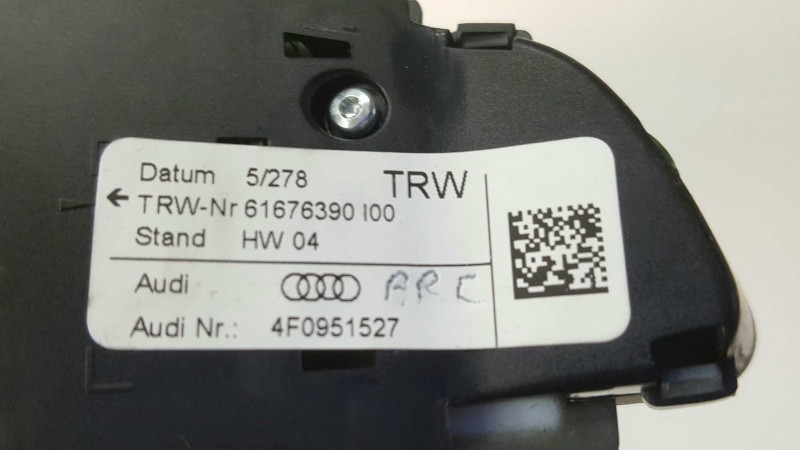 Datum 5/278 TRW
← TRW-Nr 61676390 I00
Stand HW 04
Audi ARC
Audi Nr.: 4F0951527